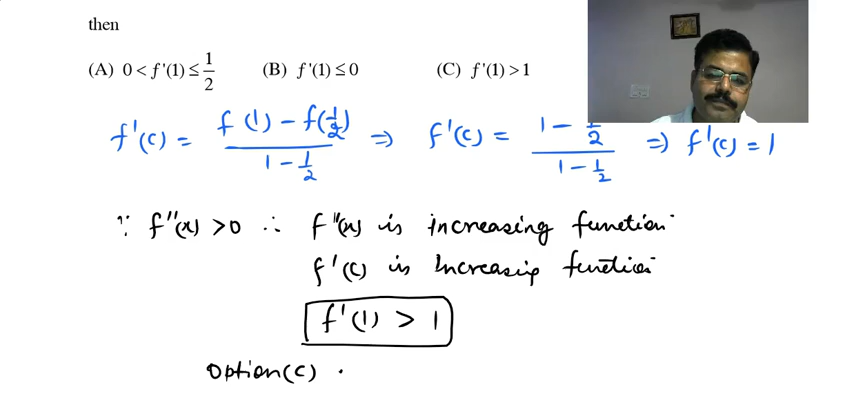 then
(A) 0 < f'(1) ≤ 1/2 (B) f'(1) ≤ 0 (C) f'(1) > 1
f'(c) = (f(1) − f(1/2))/(1 − 1/2) ⇒ f'(c) = (1 − 1/2)/(1 − 1/2) ⇒ f'(c) = 1
∵ f''(x) > 0 ∴ f''(x) is increasing function
f'(c) is Increasing function
f'(1) > 1
option(c) .